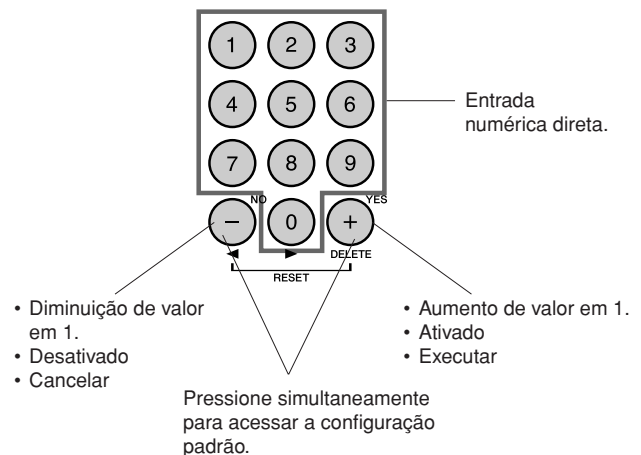 1 2 3
4 5 6
7 8 9
NO YES
− 0 +
◄ ► DELETE
RESET
Entrada
numérica direta.
• Diminuição de valor
em 1.
• Desativado
• Cancelar
• Aumento de valor em 1.
• Ativado
• Executar
Pressione simultaneamente
para acessar a configuração
padrão.